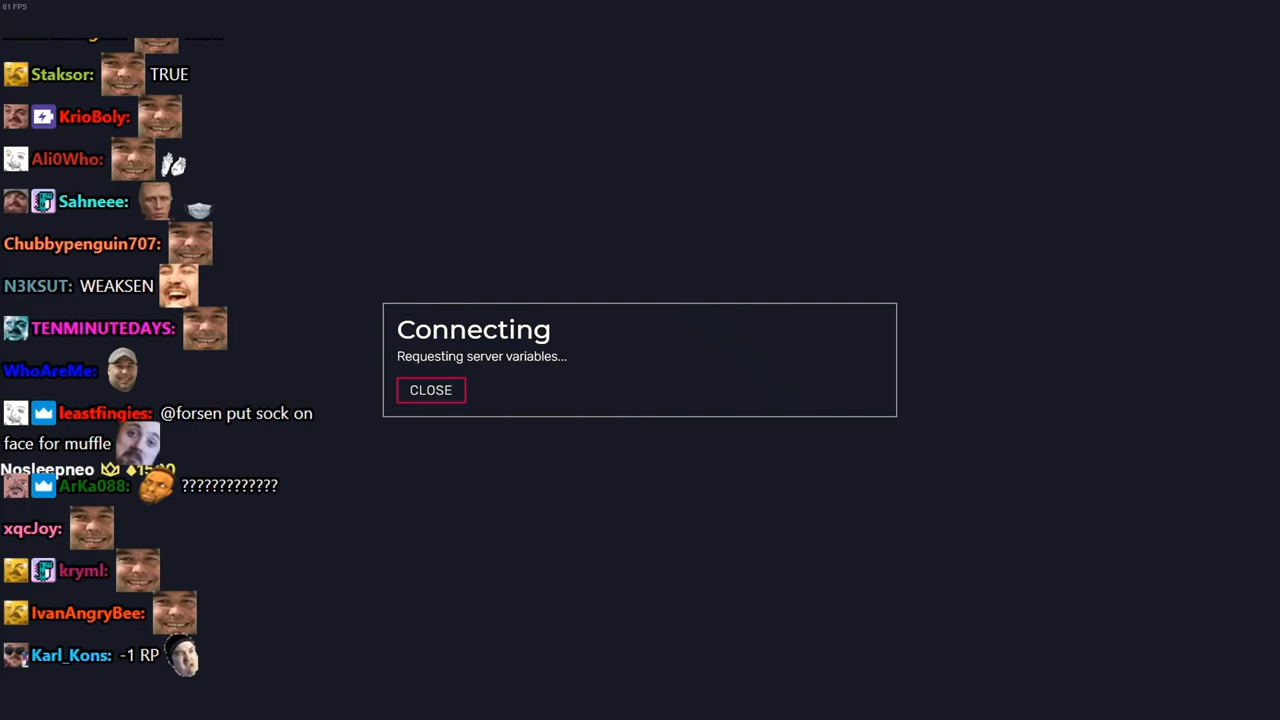 61 FPS
Staksor: TRUE
KrioBoly:
Ali0Who:
Sahneee:
Chubbypenguin707:
N3KSUT: WEAKSEN
TENMINUTEDAYS:
WhoAreMe:
leastfingies: @forsen put sock on
face for muffle
Nosleepneo
ArKa088: ?????????????
xqcJoy:
kryml:
IvanAngryBee:
Karl_Kons: -1 RP
Connecting
Requesting server variables...
CLOSE